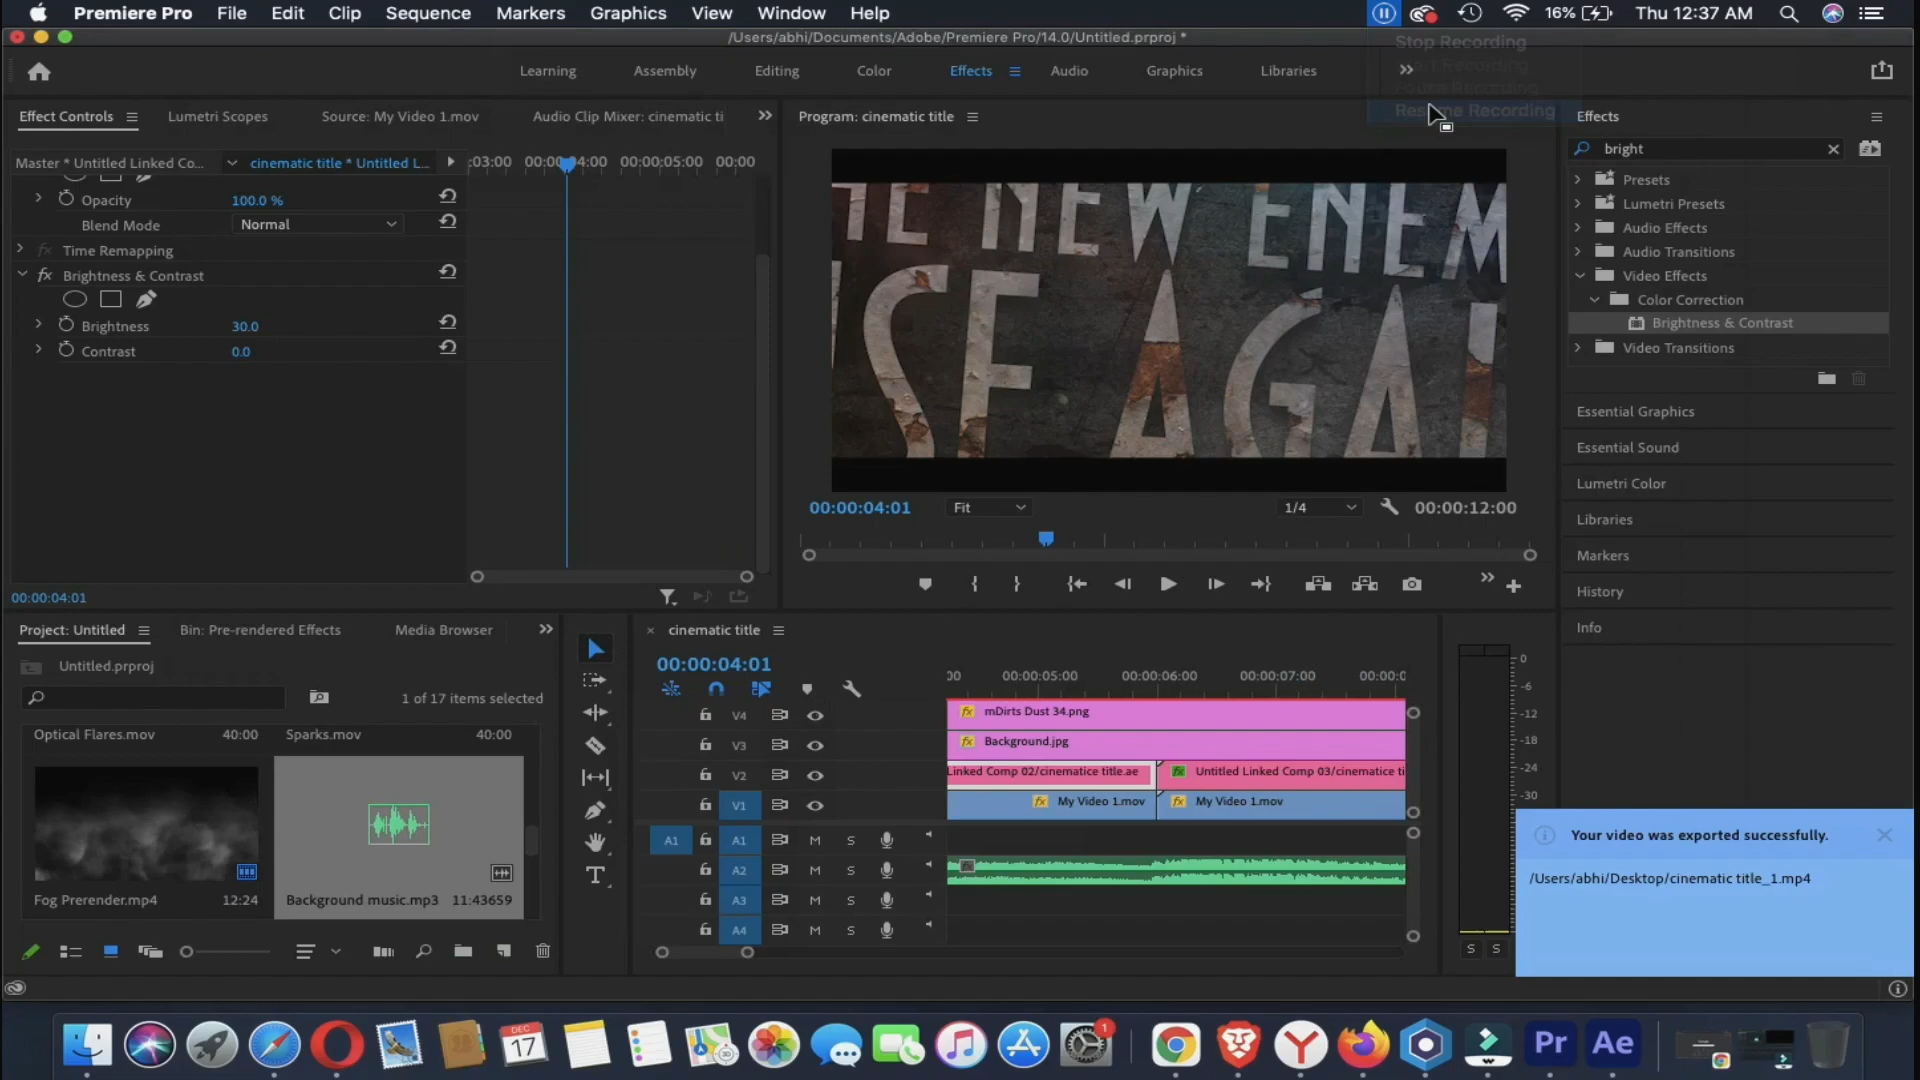 Premiere Pro File Edit Clip Sequence Markers Graphics View Window Help 16% Thu 12:37 AM
/Users/abhi/Documents/Adobe/Premiere Pro/14.0/Untitled.prproj *
Stop Recording
Resume Recording
Learning Assembly Editing Color Effects Audio Graphics Libraries
Effect Controls Lumetri Scopes Source: My Video 1.mov Audio Clip Mixer: cinematic ti
Program: cinematic title
Effects
Master * Untitled Linked Co... cinematic title * Untitled L...
:03:00 00:00:04:00 00:00:05:00 00:00
bright
Opacity 100.0 %
Blend Mode Normal
Time Remapping
Brightness & Contrast
Brightness 30.0
Contrast 0.0
00:00:04:01
HE NEW ENEM
ISE AGAI
00:00:04:01 Fit 1/4 00:00:12:00
Presets
Lumetri Presets
Audio Effects
Audio Transitions
Video Effects
Color Correction
Brightness & Contrast
Video Transitions
Essential Graphics
Essential Sound
Lumetri Color
Libraries
Markers
History
Info
Project: Untitled Bin: Pre-rendered Effects Media Browser
Untitled.prproj
1 of 17 items selected
Optical Flares.mov 40:00 Sparks.mov 40:00
Fog Prerender.mp4 12:24 Background music.mp3 11:43659
cinematic title
00:00:04:01
00 00:00:05:00 00:00:06:00 00:00:07:00 00:00:0
V4 mDirts Dust 34.png
V3 Background.jpg
V2 Linked Comp 02/cinematice title.ae Untitled Linked Comp 03/cinematice ti
V1 My Video 1.mov My Video 1.mov
A1 A1 M S
A2 M S
A3 M S
A4 M S
0
-6
-12
-18
-24
-30
S S
Your video was exported successfully.
/Users/abhi/Desktop/cinematic title_1.mp4
DEC
17
1
Pr Ae